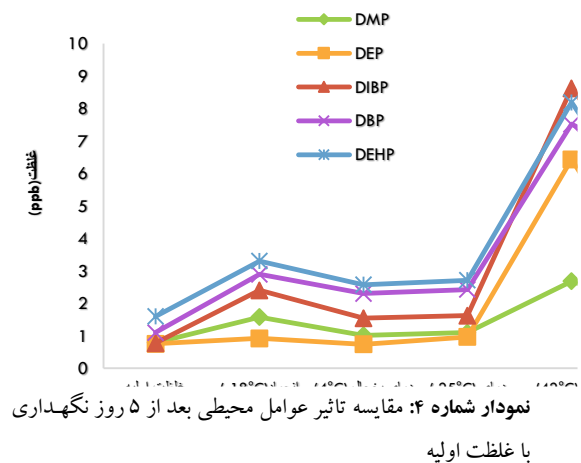 DMP
DEP
DIBP
DBP
DEHP
10
9
8
7
6
5
4
3
2
1
0
غلظت(ppb)
نمودار شماره ۴: مقایسه تاثیر عوامل محیطی بعد از ۵ روز نگهـداری
با غلظت اولیه